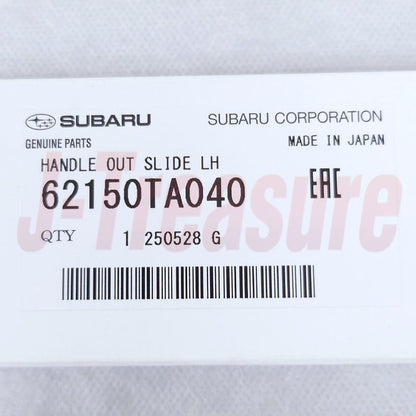 SUBARU SUBARU CORPORATION
GENUINE PARTS MADE IN JAPAN
HANDLE OUT SLIDE LH
62150TA040 EAC
J-Treasure
QTY 1 250528 G